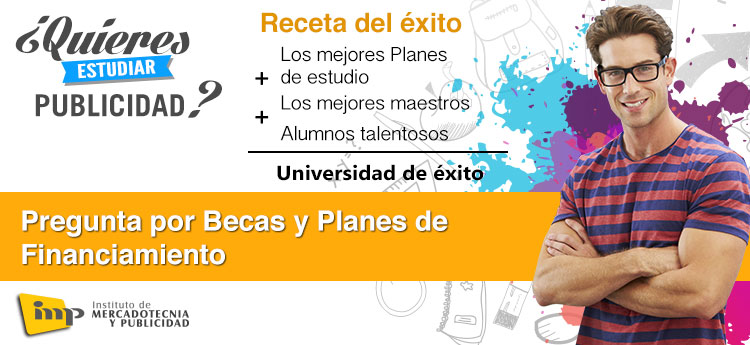 ¿Quieres
ESTUDIAR
PUBLICIDAD?
Receta del éxito
Los mejores Planes
+ de estudio
+ Los mejores maestros
Alumnos talentosos
Universidad de éxito
Pregunta por Becas y Planes de
Financiamiento
imp
Instituto de
MERCADOTECNIA
Y PUBLICIDAD